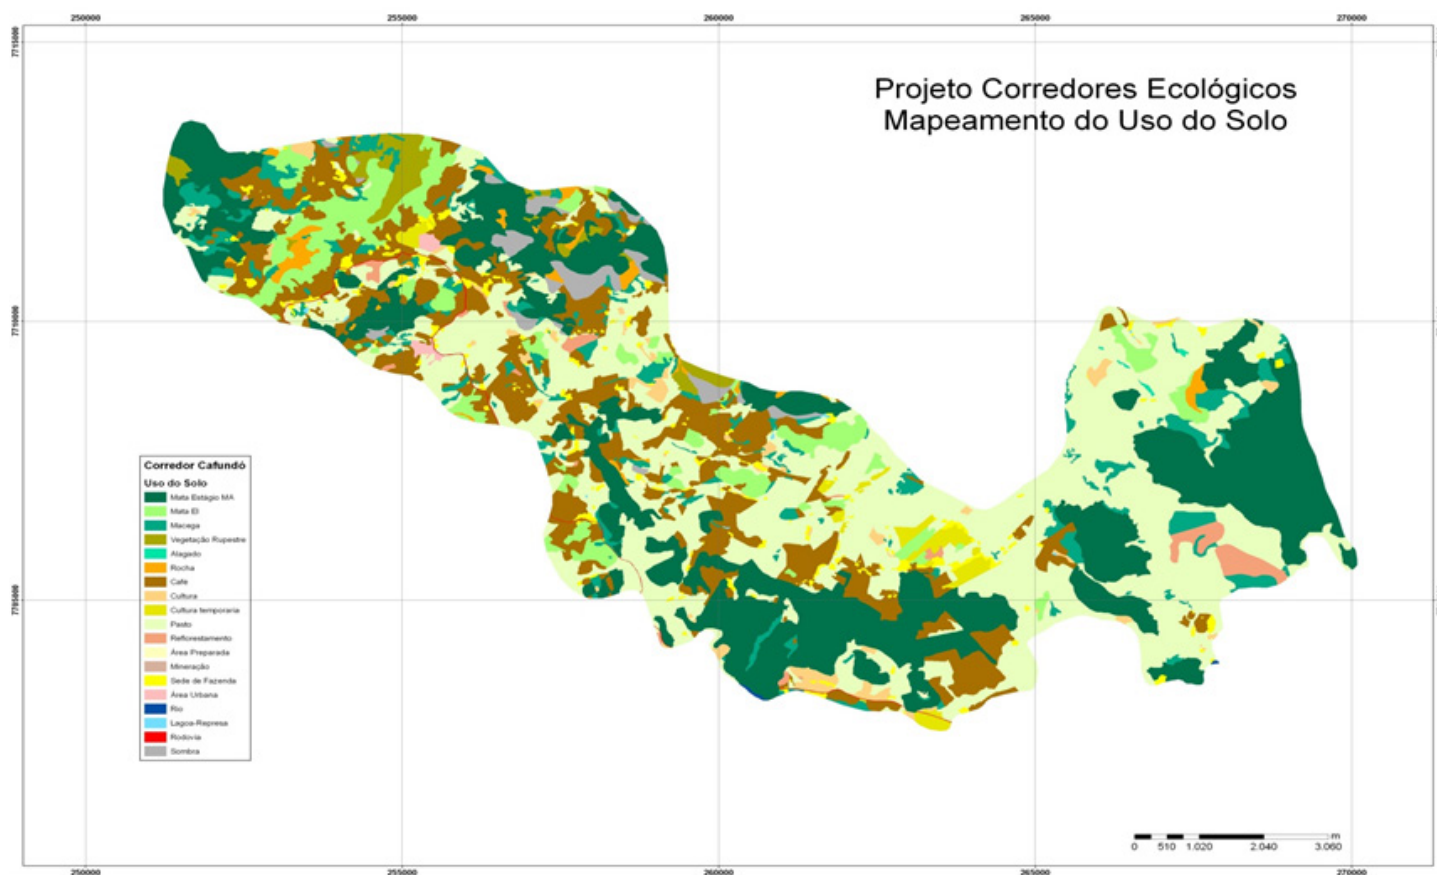 250000 255000 260000 265000 270000
7715000
Projeto Corredores Ecológicos
Mapeamento do Uso do Solo
7710000
Corredor Cafundó
Uso do Solo
Mata Estágio MA
Mata EI
Macega
Vegetação Rupestre
Alagado
Rocha
Café
Cultura
Cultura temporaria
Pasto
Reflorestamento
Área Preparada
Mineração
Sede de Fazenda
Área Urbana
Rio
Lagoa-Represa
Rodovia
Sombra
7705000
m
0 510 1.020 2.040 3.060
250000 255000 260000 265000 270000